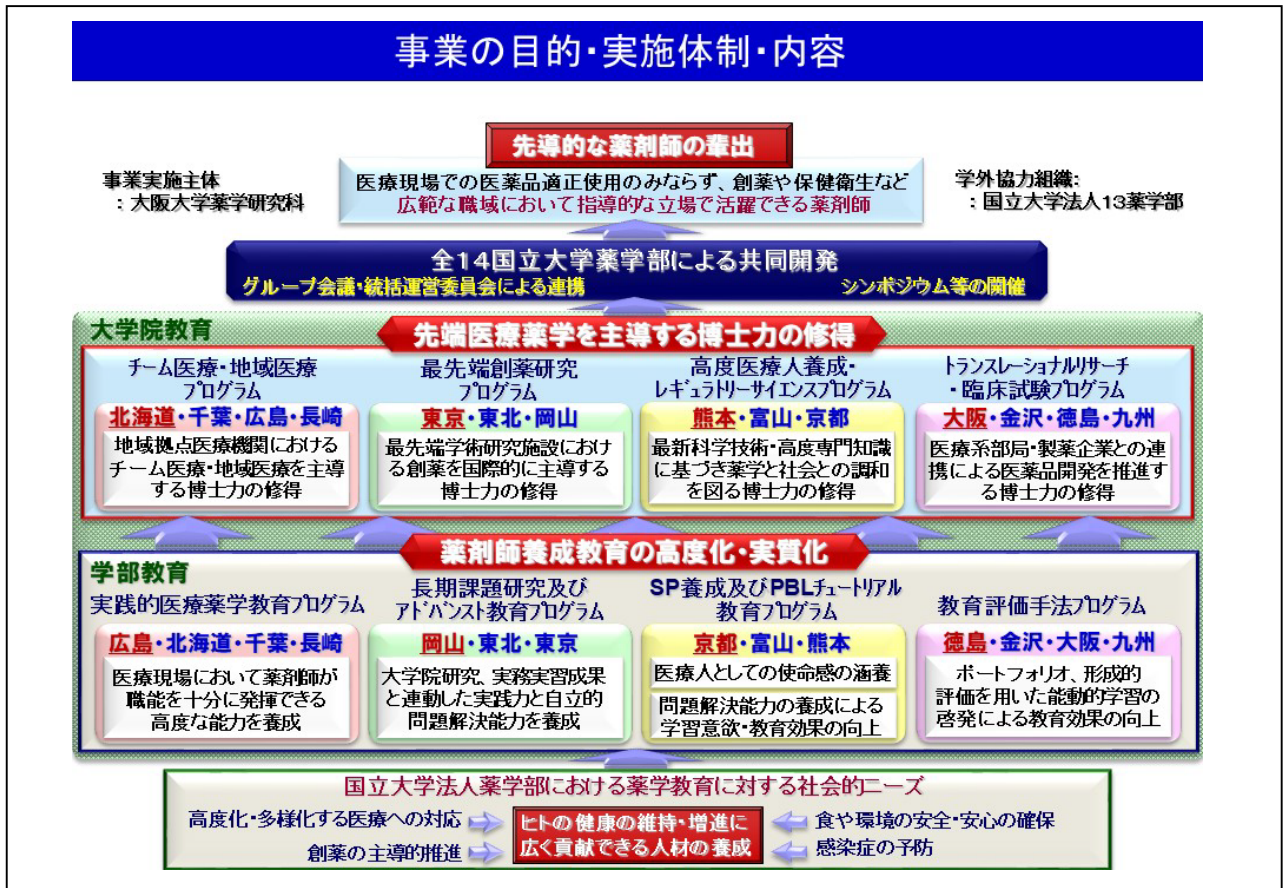 事業の目的・実施体制・内容
先導的な薬剤師の輩出
事業実施主体
：大阪大学薬学研究科
医療現場での医薬品適正使用のみならず、創薬や保健衛生など
広範な職域において指導的な立場で活躍できる薬剤師
学外協力組織:
：国立大学法人13薬学部
全14国立大学薬学部による共同開発
グループ会議・統括運営委員会による連携
シンポジウム等の開催
大学院教育
先端医療薬学を主導する博士力の修得
チーム医療・地域医療
プログラム
北海道・千葉・広島・長崎
地域拠点医療機関における
チーム医療・地域医療を主導
する博士力の修得
最先端創薬研究
プログラム
東京・東北・岡山
最先端学術研究施設におけ
る創薬を国際的に主導する
博士力の修得
高度医療人養成・
レギュラトリーサイエンスプログラム
熊本・富山・京都
最新科学技術・高度専門知識
に基づき薬学と社会との調和
を図る博士力の修得
トランスレーショナルリサーチ
・臨床試験プログラム
大阪・金沢・徳島・九州
医療系部局・製薬企業との連
携による医薬品開発を推進す
る博士力の修得
薬剤師養成教育の高度化・実質化
学部教育
実践的医療薬学教育プログラム
広島・北海道・千葉・長崎
医療現場において薬剤師が
職能を十分に発揮できる
高度な能力を養成
長期課題研究及び
アドバンスト教育プログラム
岡山・東北・東京
大学院研究、実務実習成果
と連動した実践力と自立的
問題解決能力を養成
SP養成及びPBLチュートリアル
教育プログラム
京都・富山・熊本
医療人としての使命感の涵養
問題解決能力の養成による
学習意欲・教育効果の向上
教育評価手法プログラム
徳島・金沢・大阪・九州
ポートフォリオ、形成的
評価を用いた能動的学習の
啓発による教育効果の向上
国立大学法人薬学部における薬学教育に対する社会的ニーズ
高度化・多様化する医療への対応
創薬の主導的推進
ヒトの健康の維持・増進に
広く貢献できる人材の養成
食や環境の安全・安心の確保
感染症の予防